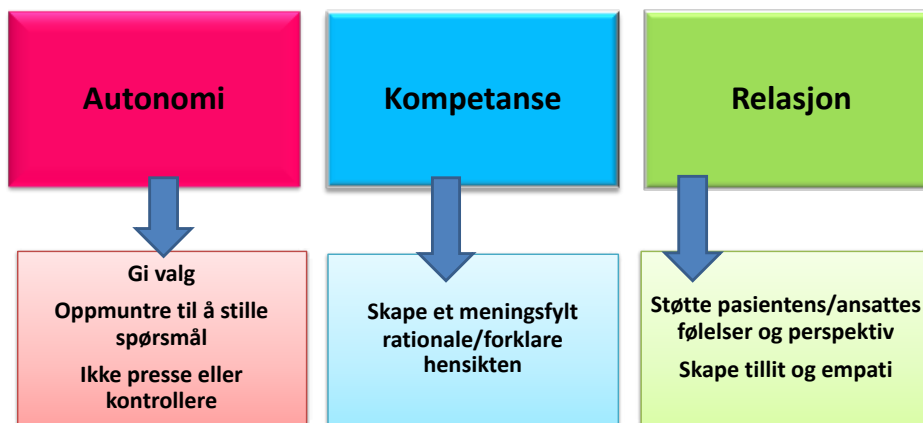 Autonomi
Kompetanse
Relasjon
Gi valg
Oppmuntre til å stille
spørsmål
Ikke presse eller
kontrollere
Skape et meningsfylt
rationale/forklare
hensikten
Støtte pasientens/ansattes
følelser og perspektiv
Skape tillit og empati